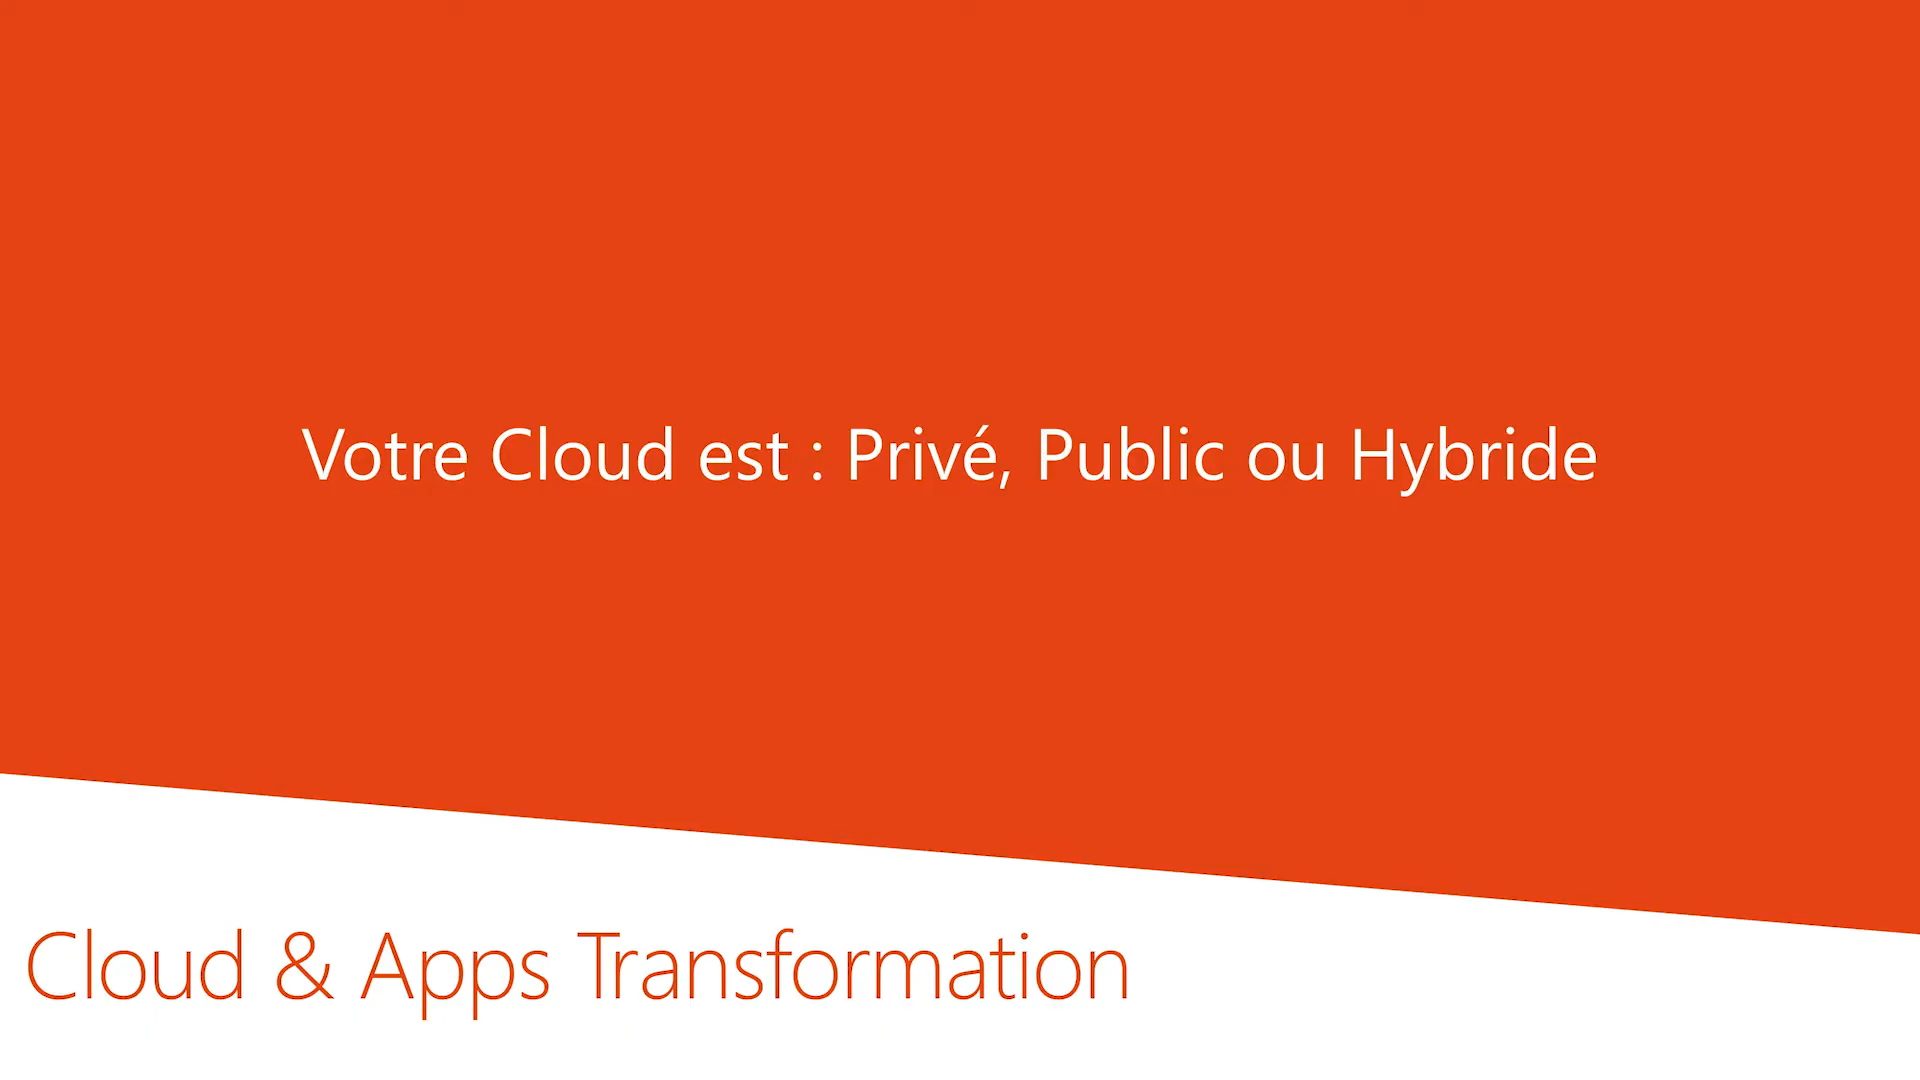 Votre Cloud est : Privé, Public ou Hybride
Cloud & Apps Transformation